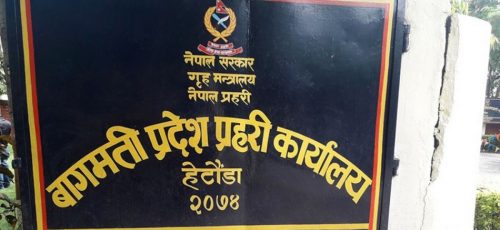 नेपाल सरकार
गृह मन्त्रालय
नेपाल प्रहरी
बागमती प्रदेश प्रहरी कार्यालय
हेटौंडा
२०७४